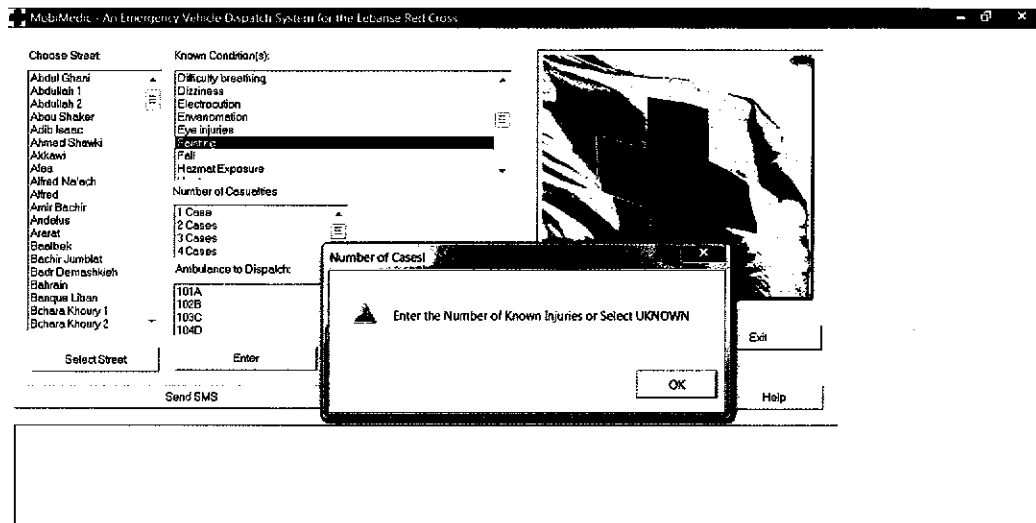 MobiMedic - An Emergency Vehicle Dispatch System for the Lebanse Red Cross
Choose Street:
Abdul Ghani
Abdullah 1
Abdullah 2
Abou Shaker
Adib Isaac
Ahmad Shawki
Akkawi
Alaa
Alfred Na'ach
Alfred
Amir Bachir
Andalus
Ararat
Baalbek
Bachir Jumblat
Badr Demashkieh
Bahrain
Banque Liban
Bchara Khoury 1
Bchara Khoury 2
Select Street
Known Condition(s):
Difficulty breathing
Dizziness
Electrocution
Envenomation
Eye injuries
Fainting
Fall
Hazmat Exposure
Number of Casualties
1 Case
2 Cases
3 Cases
4 Cases
Ambulance to Dispatch:
101A
102B
103C
104D
Enter
Send SMS
Number of Cases!
Enter the Number of Known Injuries or Select UKNOWN
OK
Exit
Help